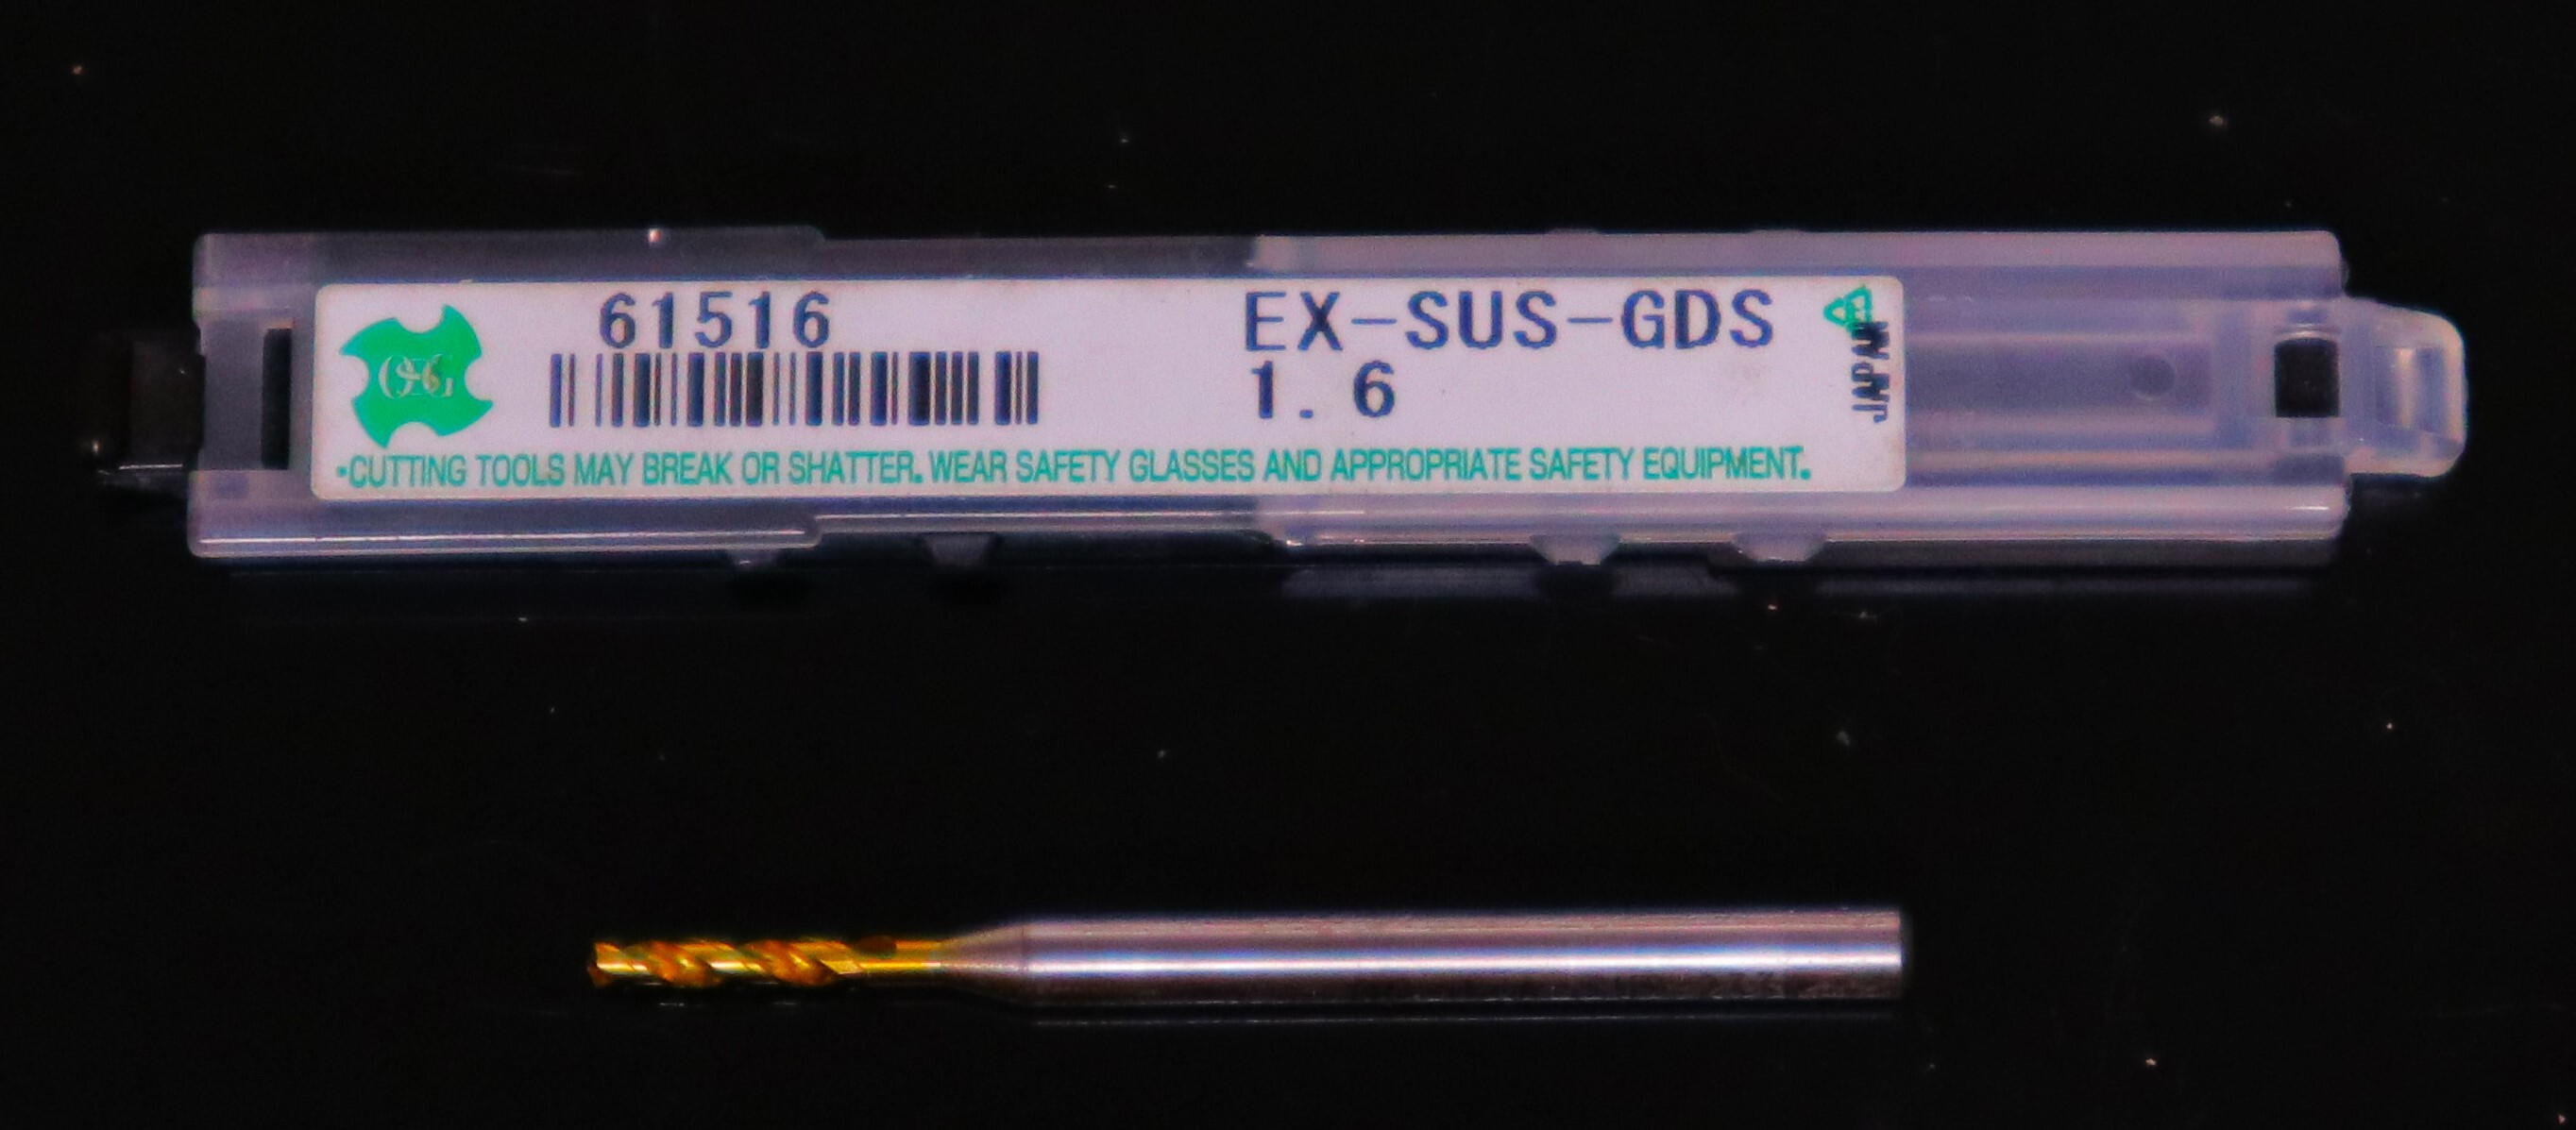 OSG
61516
EX-SUS-GDS
1.6
JAPAN
•CUTTING TOOLS MAY BREAK OR SHATTER. WEAR SAFETY GLASSES AND APPROPRIATE SAFETY EQUIPMENT.